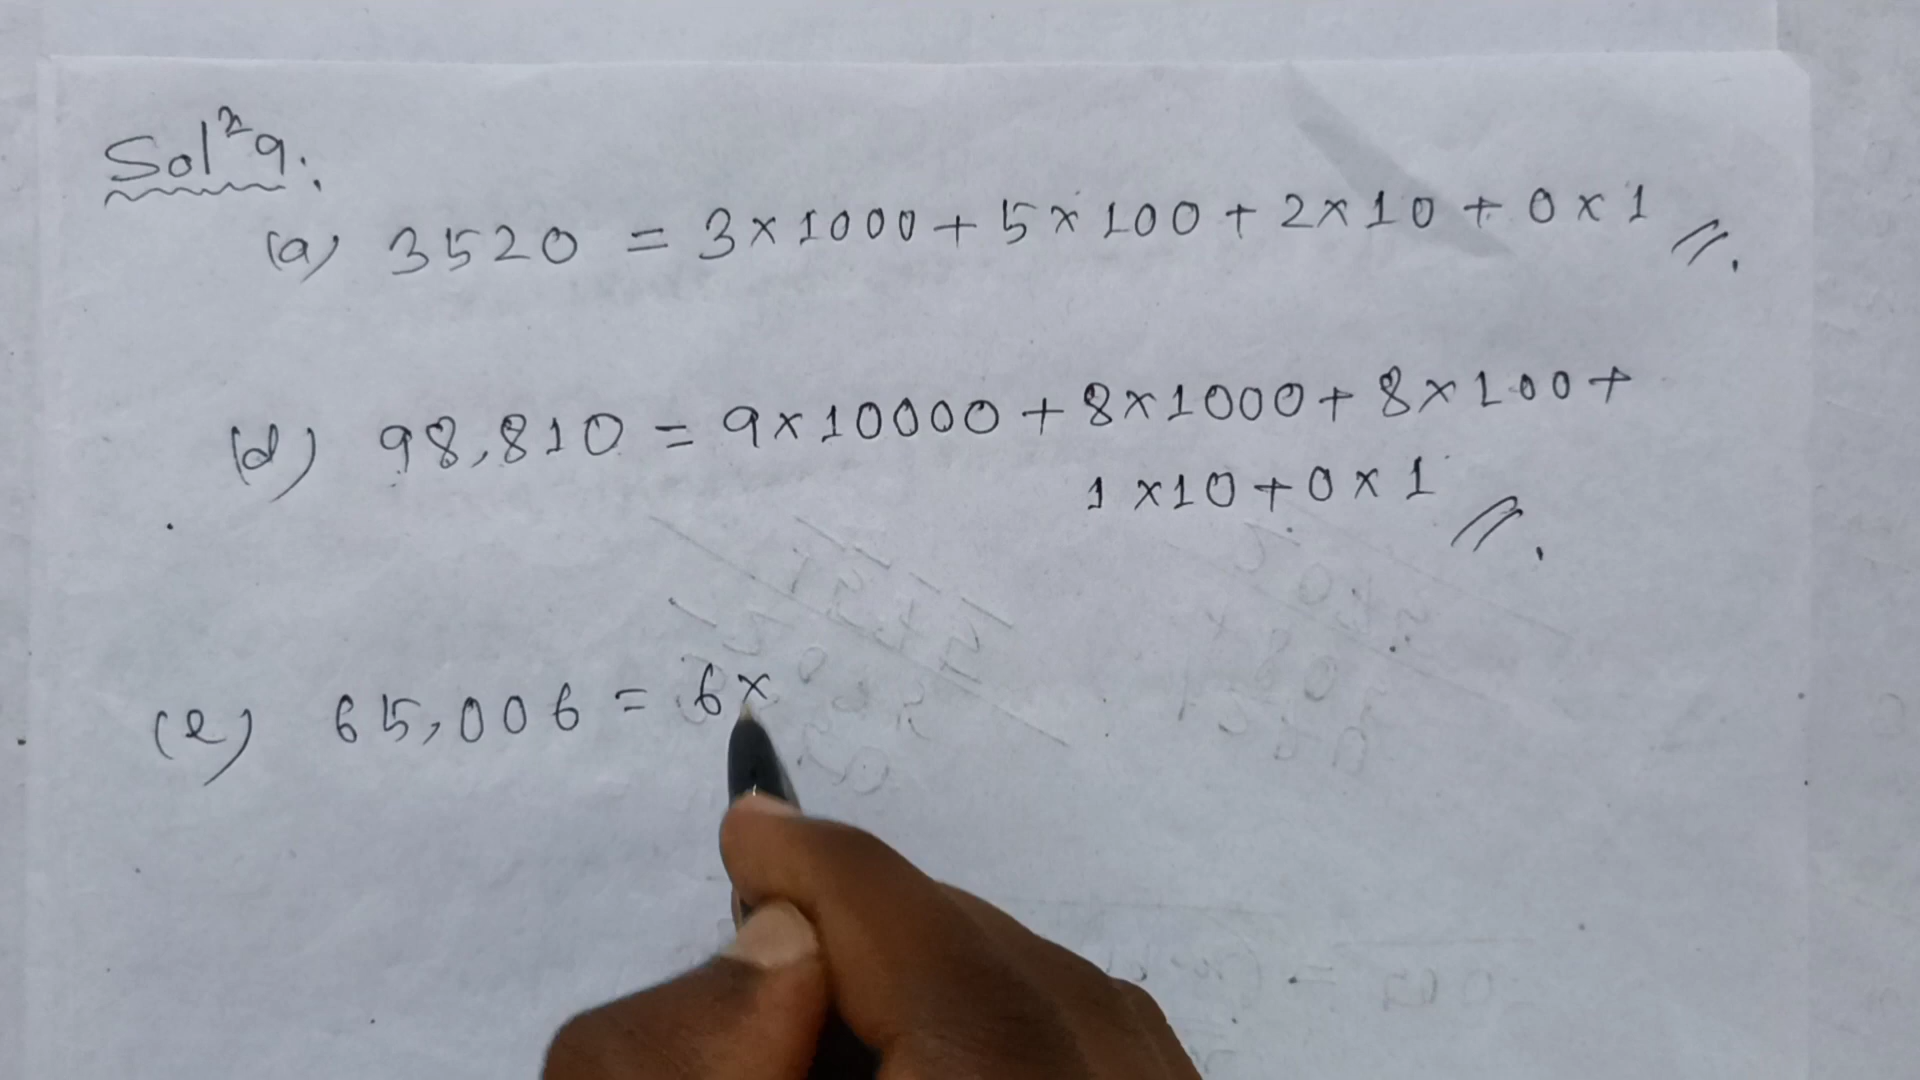 Solⁿ 9.
(a) 3520 = 3 × 1000 + 5 × 100 + 2 × 10 + 0 × 1 //.
(d) 98,810 = 9 × 10000 + 8 × 1000 + 8 × 100 +
1 × 10 + 0 × 1 //.
(e) 65,006 = 6 ×